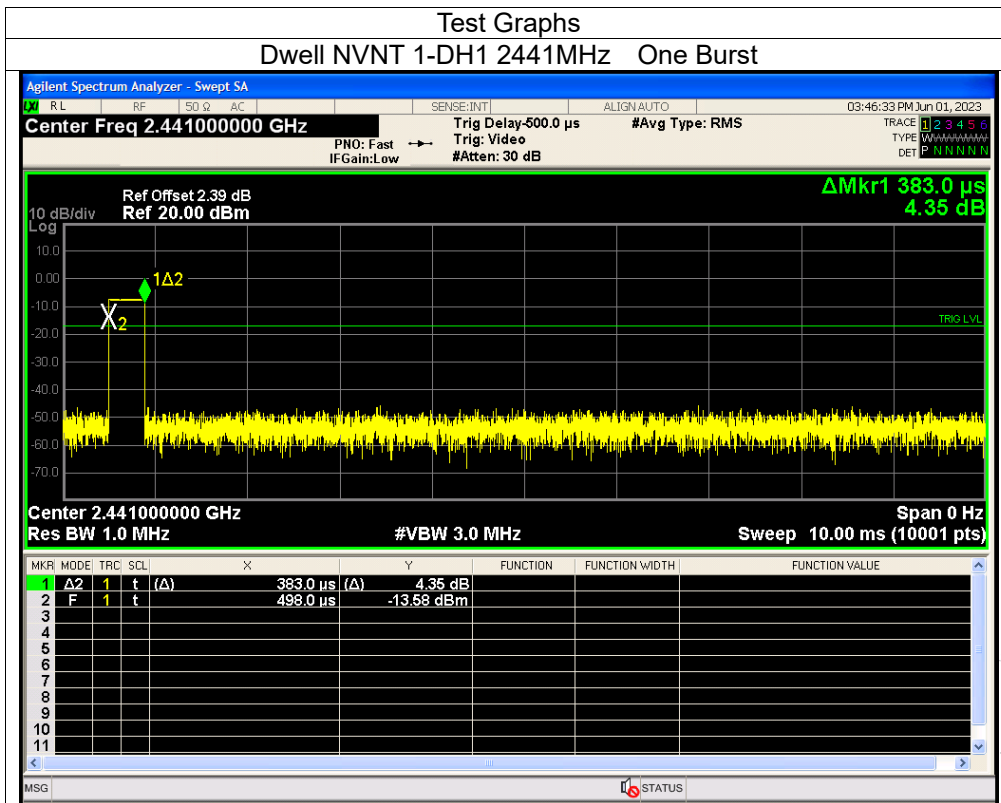 Test Graphs
Dwell NVNT 1-DH1 2441MHz One Burst
Agilent Spectrum Analyzer - Swept SA
LXI RL RF 50 Ω AC SENSE:INT ALIGN AUTO 03:46:33 PM Jun 01, 2023
Center Freq 2.441000000 GHz Trig Delay-500.0 µs #Avg Type: RMS TRACE 1 2 3 4 5 6
PNO: Fast Trig: Video TYPE WWWWWW
IFGain:Low #Atten: 30 dB DET P N N N N N
ΔMkr1 383.0 µs
4.35 dB
Ref Offset 2.39 dB
10 dB/div Ref 20.00 dBm
Log
10.0
0.00
1Δ2
-10.0
X2
TRIG LVL
-20.0
-30.0
-40.0
-50.0
-60.0
-70.0
Center 2.441000000 GHz Span 0 Hz
Res BW 1.0 MHz #VBW 3.0 MHz Sweep 10.00 ms (10001 pts)
MKR MODE TRC SCL X Y FUNCTION FUNCTION WIDTH FUNCTION VALUE
1 Δ2 1 t (Δ) 383.0 µs (Δ) 4.35 dB
2 F 1 t 498.0 µs -13.58 dBm
3
4
5
6
7
8
9
10
11
MSG STATUS